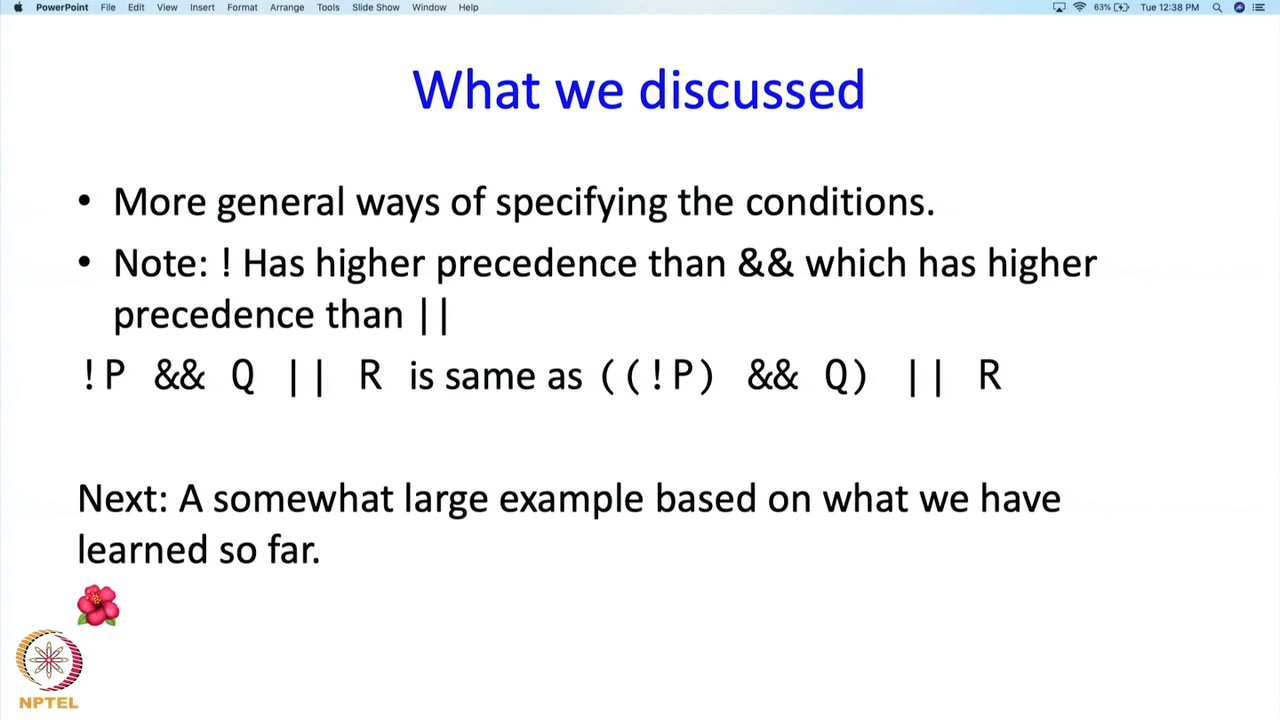 PowerPoint File Edit View Insert Format Arrange Tools Slide Show Window Help 63% Tue 12:38 PM
What we discussed
• More general ways of specifying the conditions.
• Note: ! Has higher precedence than && which has higher
precedence than ||
!P && Q || R is same as ((!P) && Q) || R
Next: A somewhat large example based on what we have
learned so far.
NPTEL